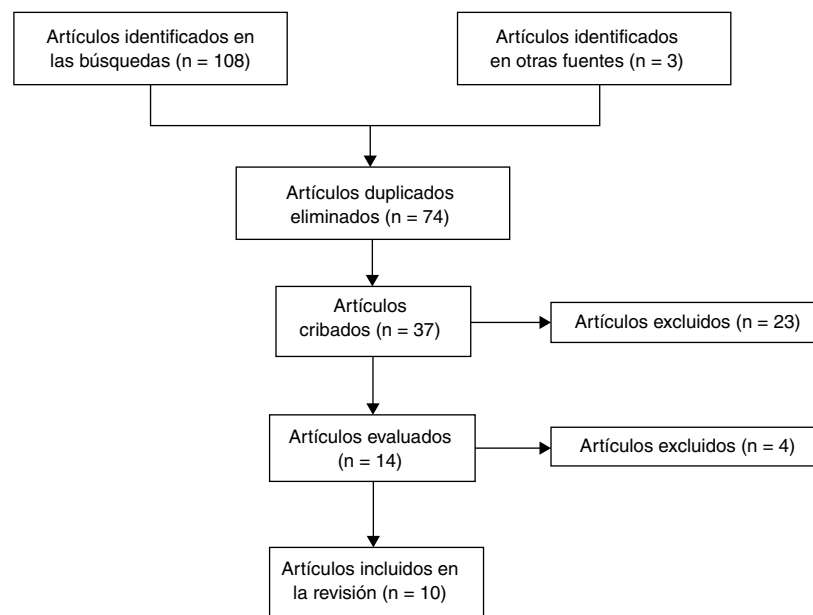 Artículos identificados en
las búsquedas (n = 108)
Artículos identificados
en otras fuentes (n = 3)
Artículos duplicados
eliminados (n = 74)
Artículos
cribados (n = 37)
Artículos excluidos (n = 23)
Artículos evaluados
(n = 14)
Artículos excluidos (n = 4)
Artículos incluidos en
la revisión (n = 10)